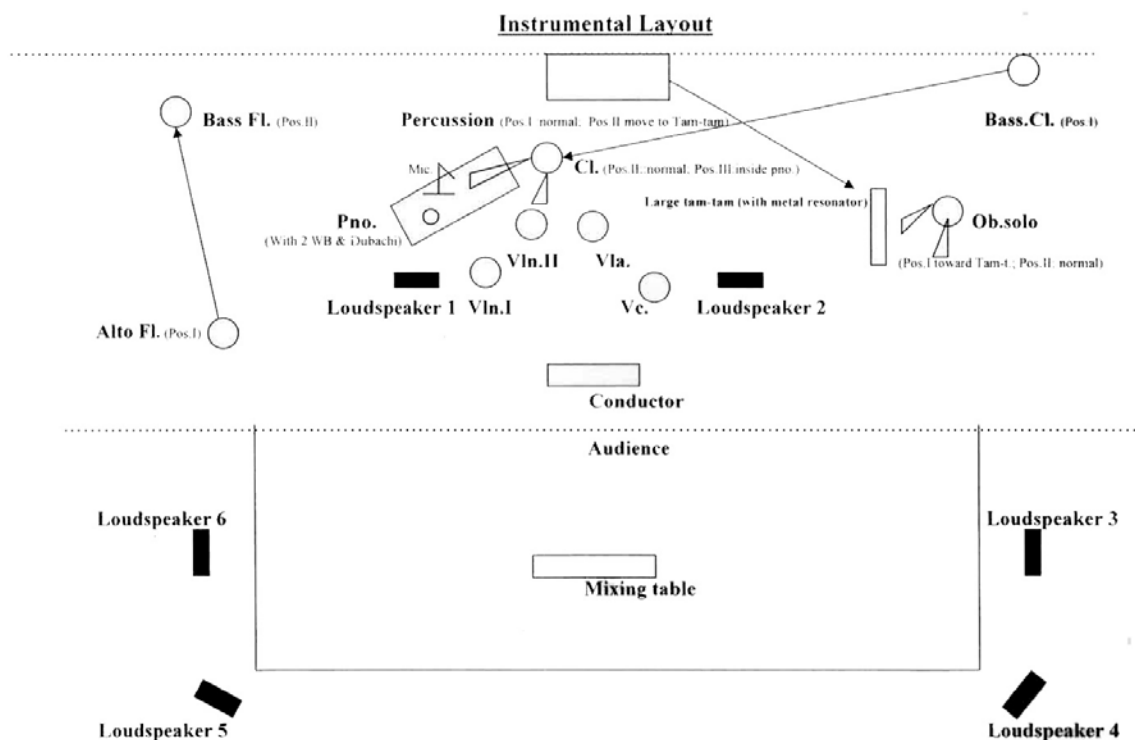 Instrumental Layout
Bass Fl. (Pos.II)
Percussion (Pos.I normal, Pos.II move to Tam-tam)
Bass.Cl. (Pos.I)
Mic.
Cl. (Pos.II: normal, Pos.III inside pno.)
Large tam-tam (with metal resonator)
Pno.
(With 2 WB & Dubachi)
Ob.solo
(Pos.I toward Tam-t.; Pos.II: normal)
Vln.II
Vla.
Loudspeaker 1
Vln.I
Vc.
Loudspeaker 2
Alto Fl. (Pos.I)
Conductor
Audience
Loudspeaker 6
Loudspeaker 3
Mixing table
Loudspeaker 5
Loudspeaker 4